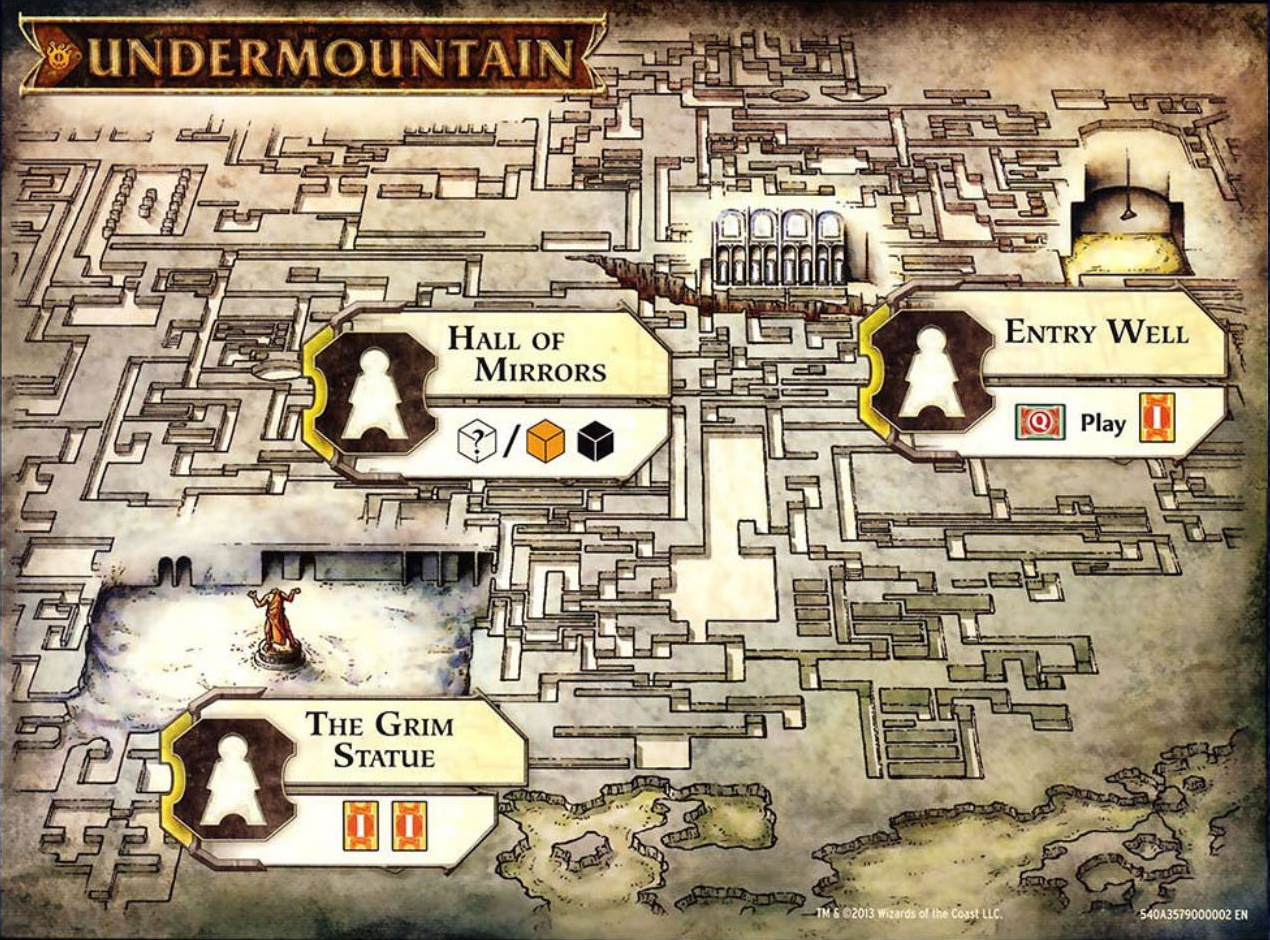 UNDERMOUNTAIN
HALL OF
MIRRORS
? /
ENTRY WELL
Q Play I
THE GRIM
STATUE
I I
TM & ©2013 Wizards of the Coast LLC.
540A3579000002 EN